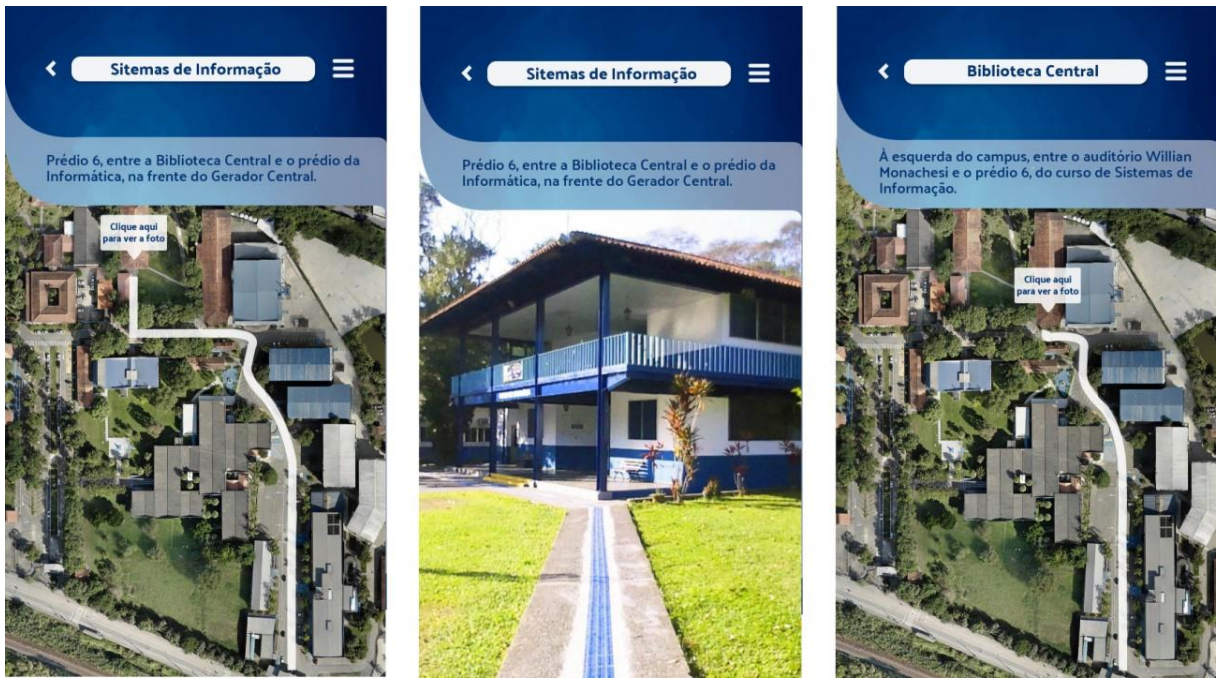 Sitemas de Informação
Prédio 6, entre a Biblioteca Central e o prédio da
Informática, na frente do Gerador Central.
Clique aqui
para ver a foto
Sitemas de Informação
Prédio 6, entre a Biblioteca Central e o prédio da
Informática, na frente do Gerador Central.
Biblioteca Central
À esquerda do campus, entre o auditório Willian
Monachesi e o prédio 6, do curso de Sistemas de
Informação.
Clique aqui
para ver a foto